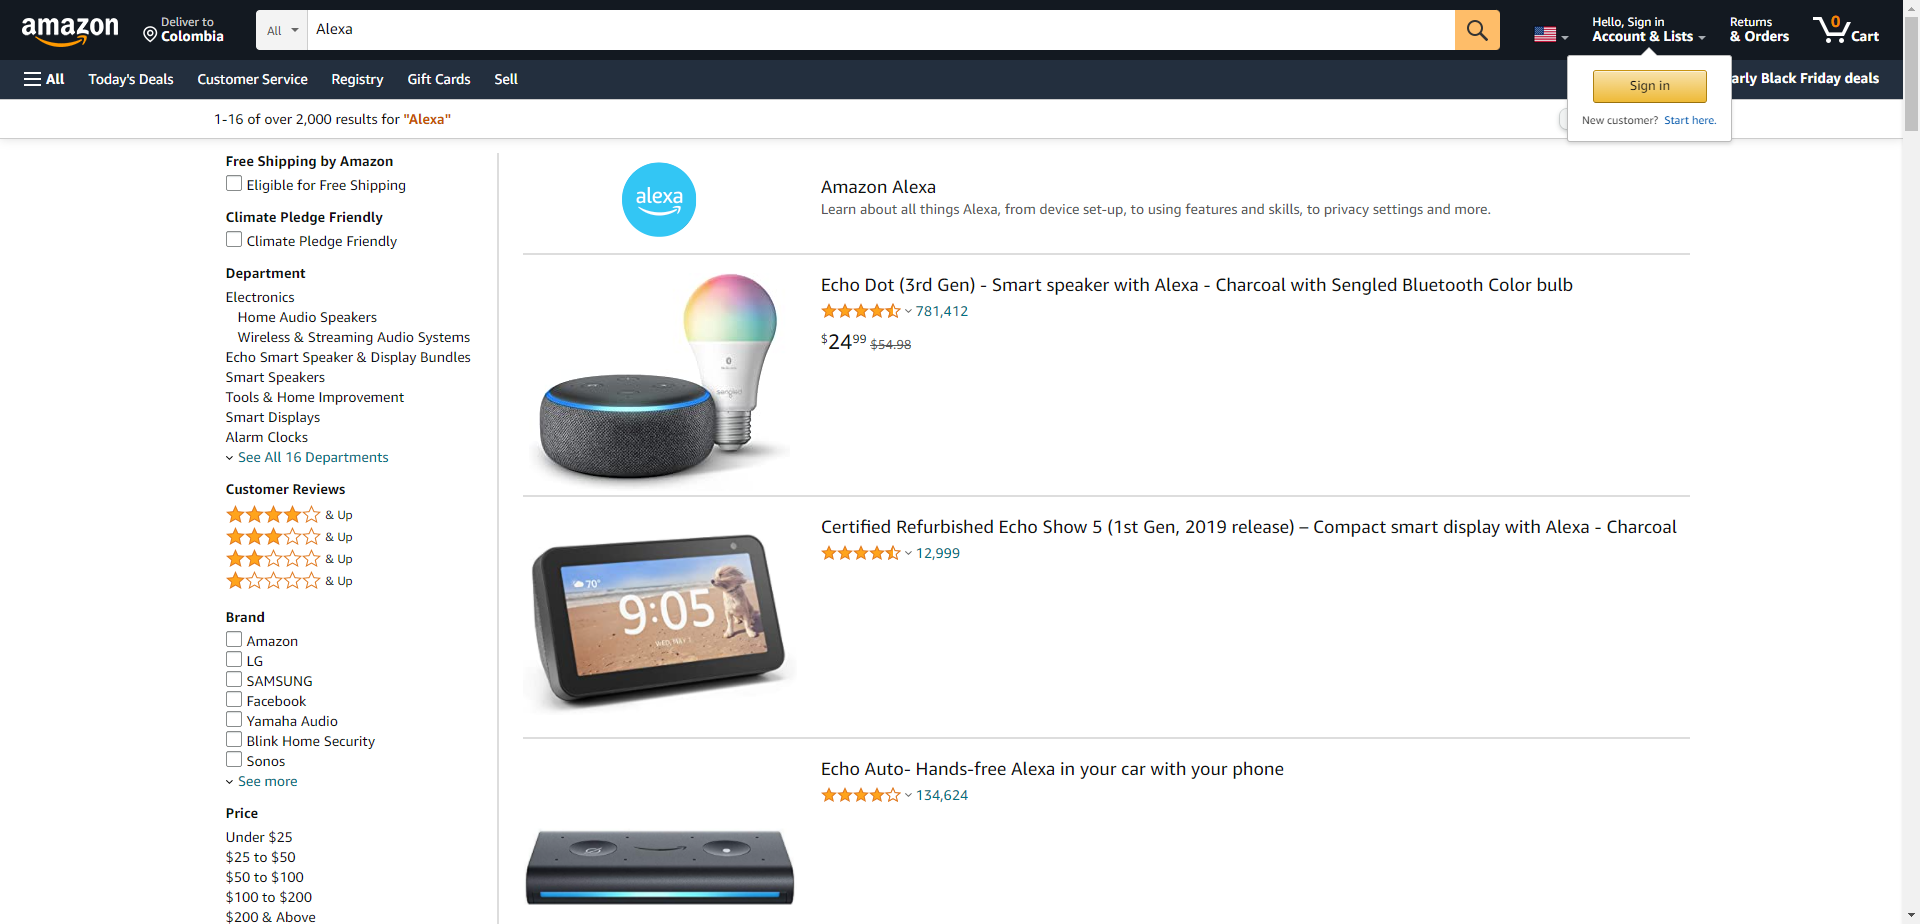 amazon
Deliver to
Colombia
All
Alexa
Hello, Sign in
Account & Lists
Returns
& Orders
0
Cart
All
Today's Deals
Customer Service
Registry
Gift Cards
Sell
arly Black Friday deals
Sign in
New customer? Start here.
1-16 of over 2,000 results for "Alexa"
Free Shipping by Amazon
Eligible for Free Shipping
Climate Pledge Friendly
Climate Pledge Friendly
Department
Electronics
Home Audio Speakers
Wireless & Streaming Audio Systems
Echo Smart Speaker & Display Bundles
Smart Speakers
Tools & Home Improvement
Smart Displays
Alarm Clocks
See All 16 Departments
Customer Reviews
& Up
& Up
& Up
& Up
Brand
Amazon
LG
SAMSUNG
Facebook
Yamaha Audio
Blink Home Security
Sonos
See more
Price
Under $25
$25 to $50
$50 to $100
$100 to $200
$200 & Above
alexa
Amazon Alexa
Learn about all things Alexa, from device set-up, to using features and skills, to privacy settings and more.
sengled
Echo Dot (3rd Gen) - Smart speaker with Alexa - Charcoal with Sengled Bluetooth Color bulb
781,412
$24.99 $54.98
70°
9:05
Certified Refurbished Echo Show 5 (1st Gen, 2019 release) – Compact smart display with Alexa - Charcoal
12,999
Echo Auto- Hands-free Alexa in your car with your phone
134,624